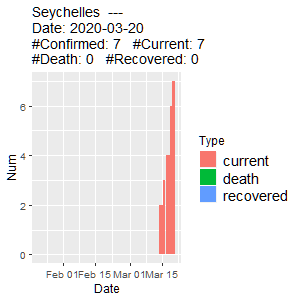 Seychelles  ---
Date: 2020-03-20
#Confirmed: 7   #Current: 7
#Death: 0   #Recovered: 0
Num
6
4
2
0
Feb 01 Feb 15 Mar 01 Mar 15
Date
Type
current
death
recovered